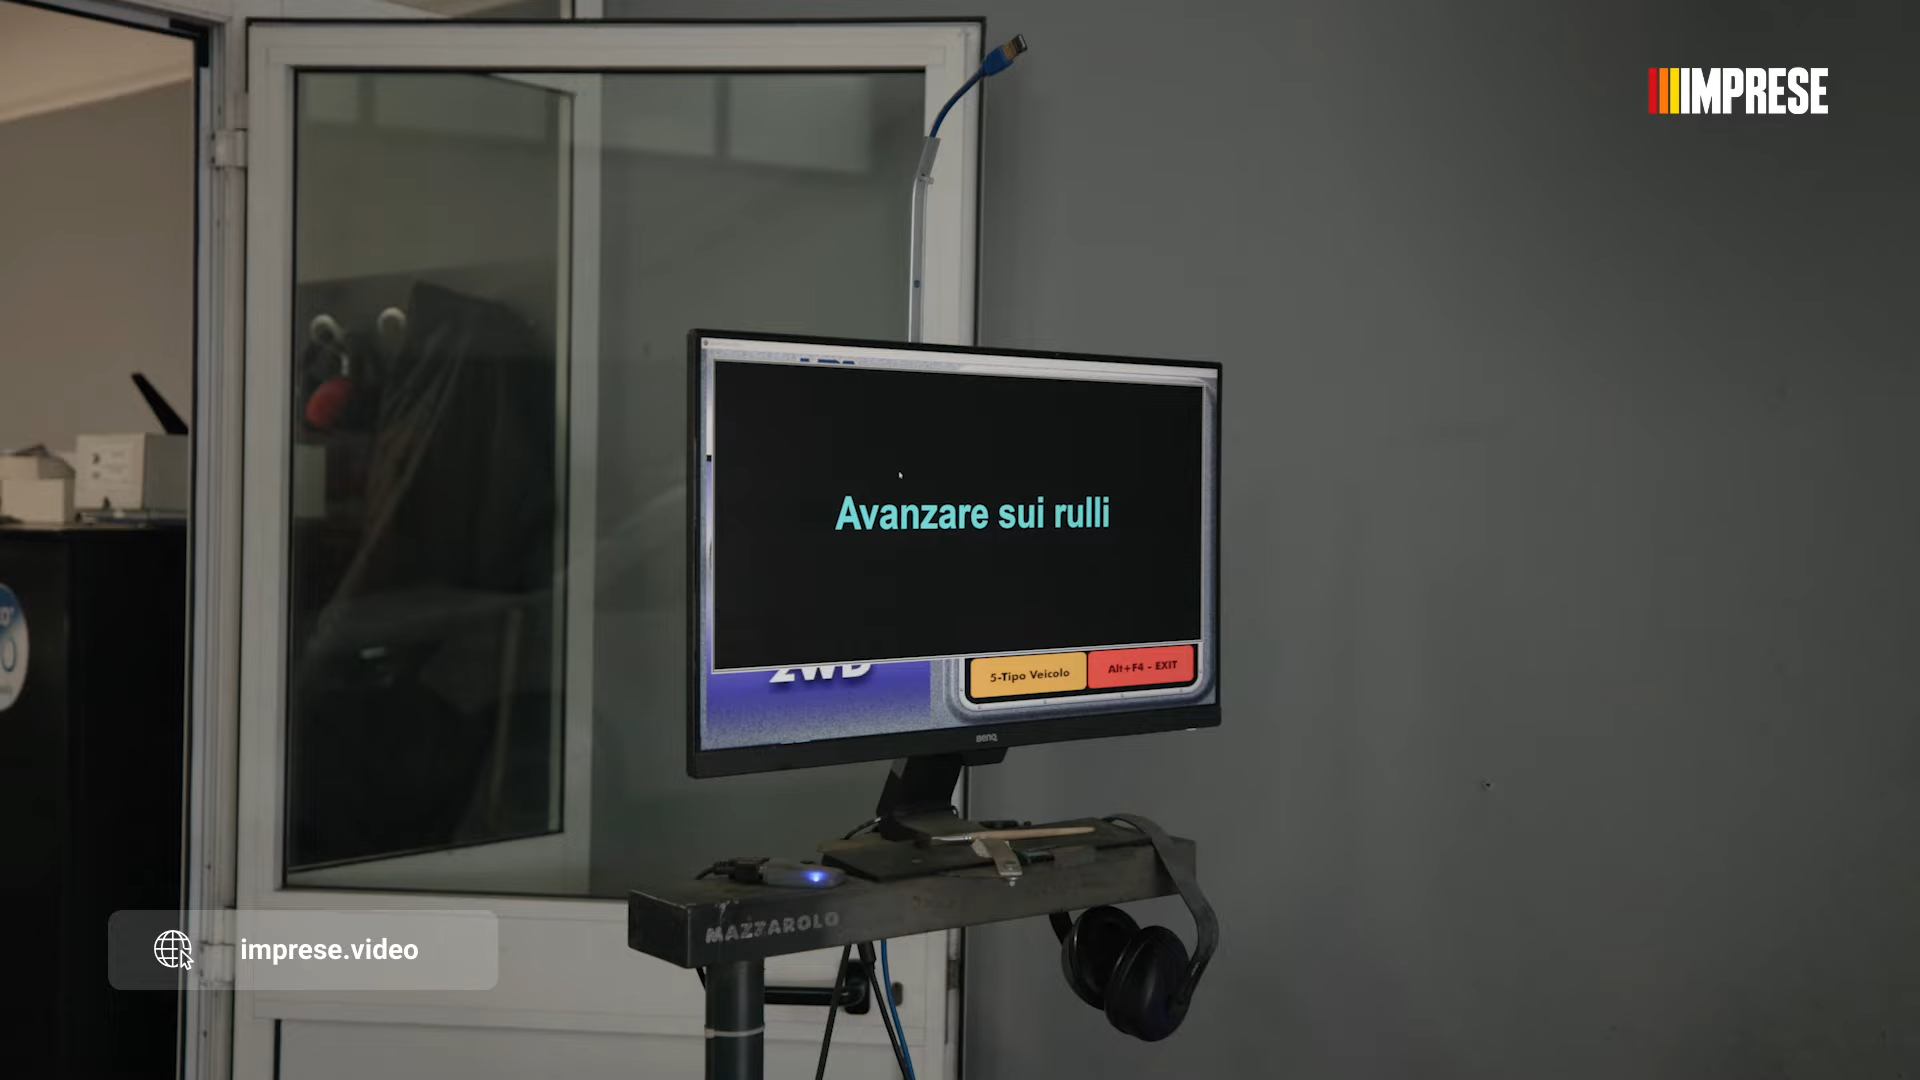 IMPRESE
Avanzare sui rulli
2WD
5-Tipo Veicolo
Alt+F4 - EXIT
BenQ
MAZZAROLO
imprese.video